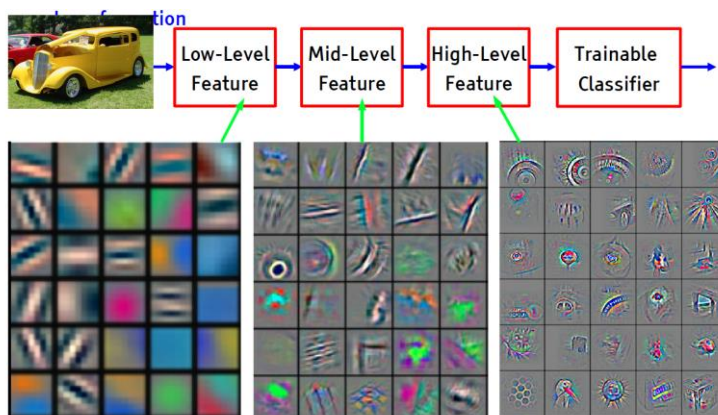 Low-Level
Feature
Mid-Level
Feature
High-Level
Feature
Trainable
Classifier